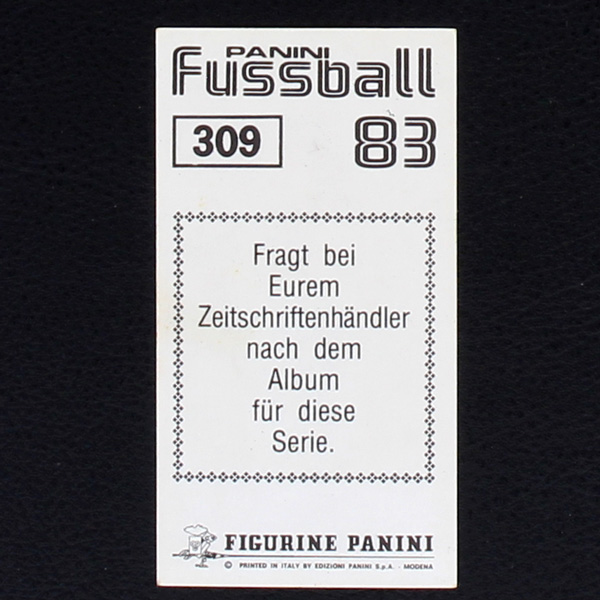 PANINI
Fussball
309
83
Fragt bei
Eurem
Zeitschriftenhändler
nach dem
Album
für diese
Serie.
FIGURINE PANINI
© PRINTED IN ITALY BY EDIZIONI PANINI S.p.A. - MODENA